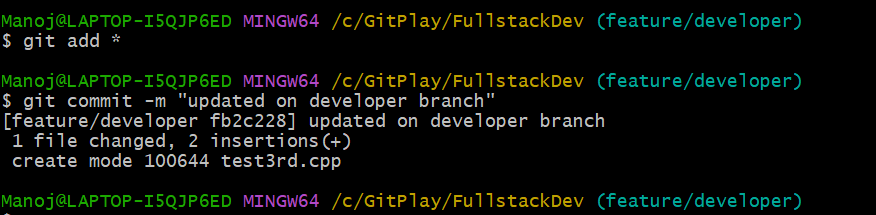 Manoj@LAPTOP-I5QJP6ED MINGW64 /c/GitPlay/FullstackDev (feature/developer)
$ git add *
Manoj@LAPTOP-I5QJP6ED MINGW64 /c/GitPlay/FullstackDev (feature/developer)
$ git commit -m "updated on developer branch"
[feature/developer fb2c228] updated on developer branch
 1 file changed, 2 insertions(+)
 create mode 100644 test3rd.cpp
Manoj@LAPTOP-I5QJP6ED MINGW64 /c/GitPlay/FullstackDev (feature/developer)